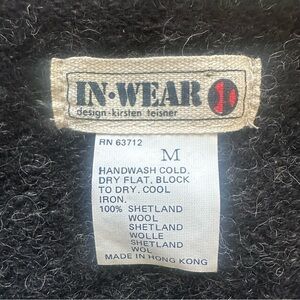 IN·WEAR
design-kirsten teisner
RN 63712
M
HANDWASH COLD.
DRY FLAT. BLOCK
TO DRY. COOL
IRON.
100% SHETLAND
WOOL
SHETLAND
WOLLE
SHETLAND
WOL
MADE IN HONG KONG